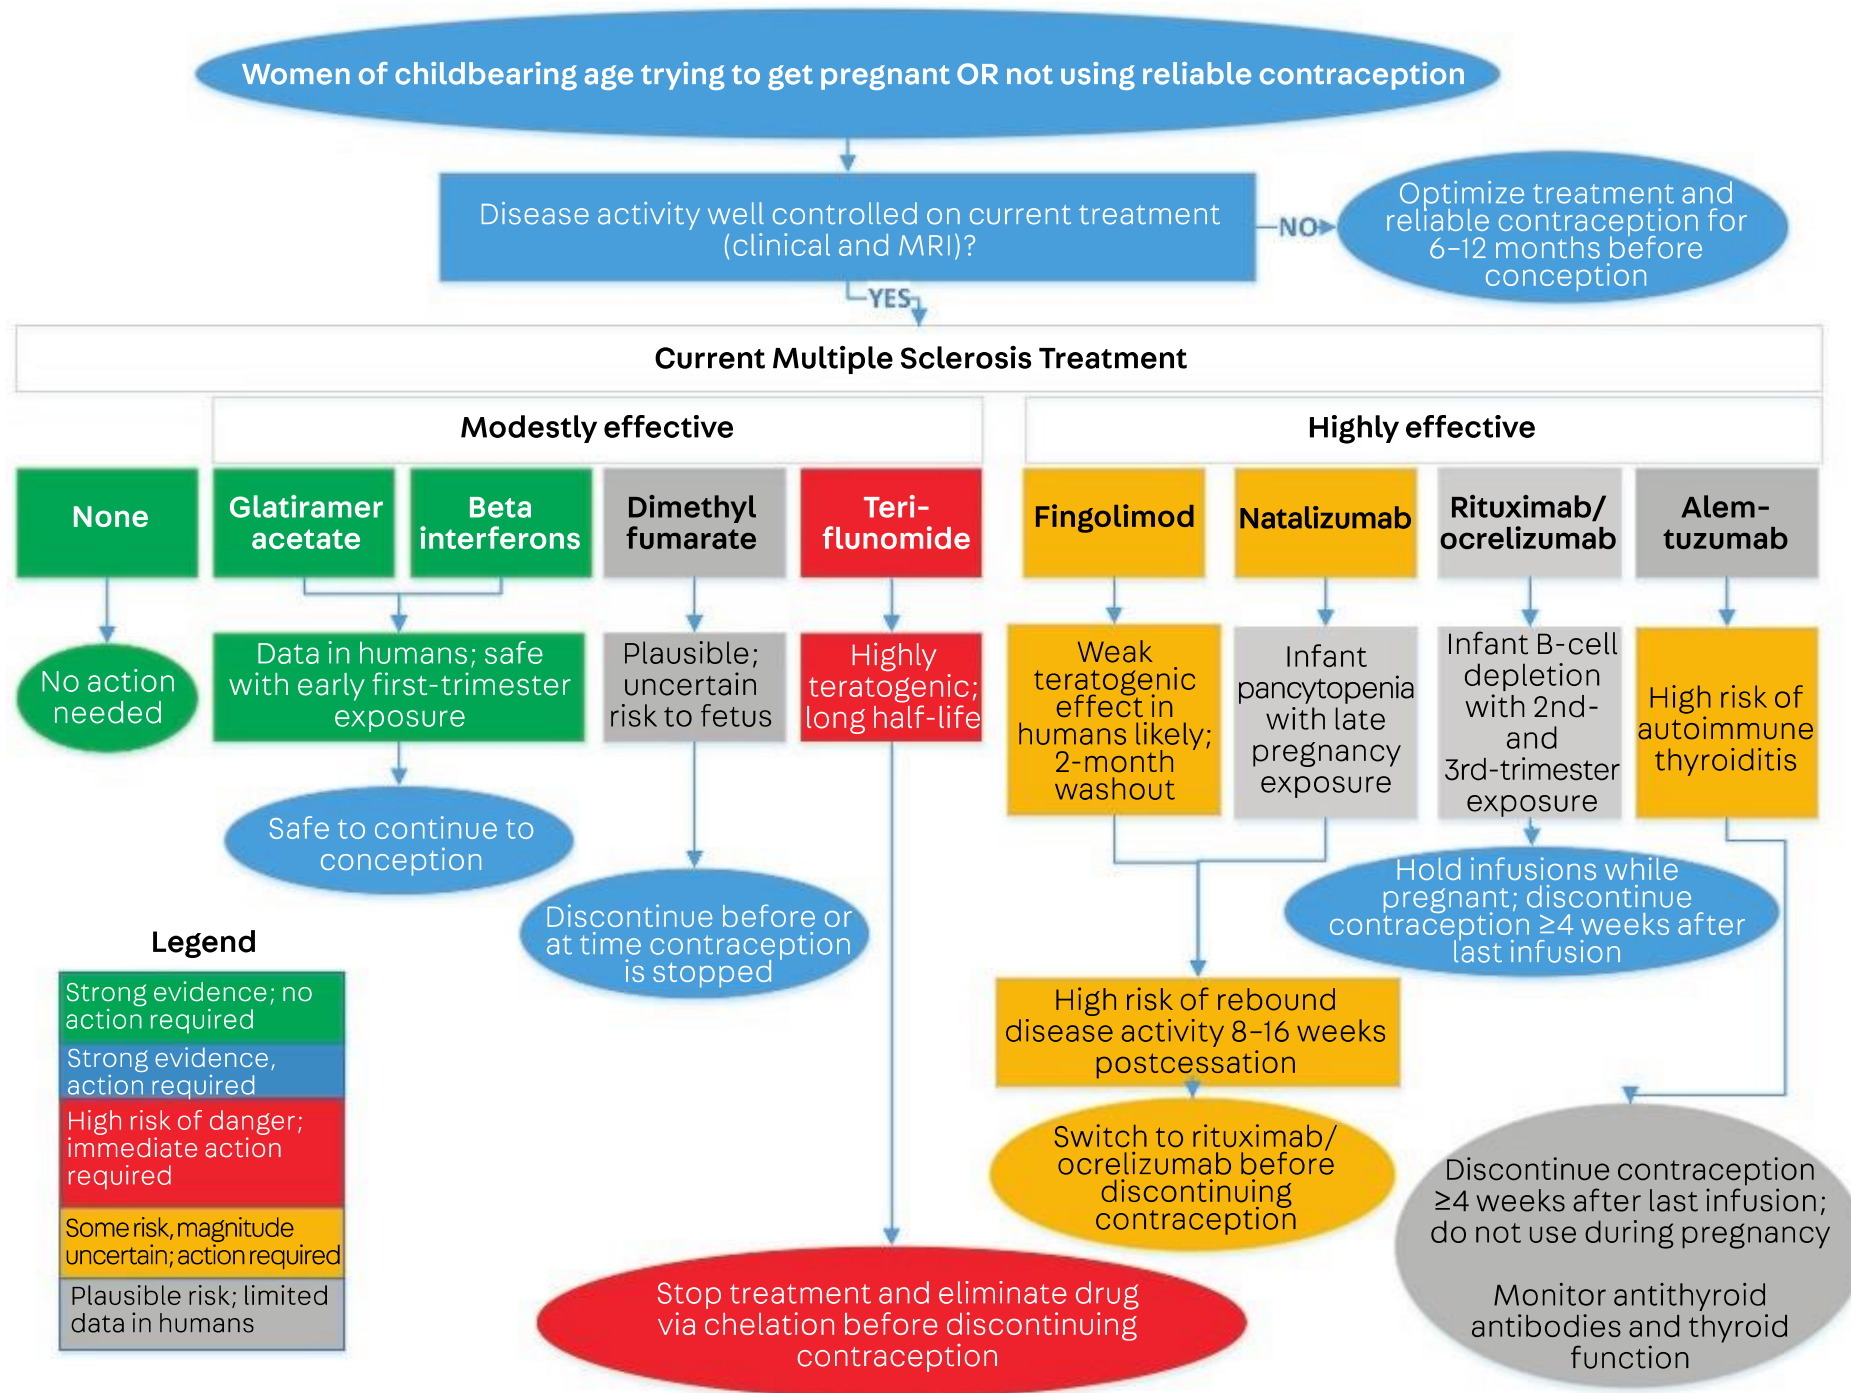 Women of childbearing age trying to get pregnant OR not using reliable contraception
Disease activity well controlled on current treatment
(clinical and MRI)?
NO
Optimize treatment and
reliable contraception for
6–12 months before
conception
YES
Current Multiple Sclerosis Treatment
Modestly effective
Highly effective
None
Glatiramer
acetate
Beta
interferons
Dimethyl
fumarate
Teri-
flunomide
Fingolimod
Natalizumab
Rituximab/
ocrelizumab
Alem-
tuzumab
No action
needed
Data in humans; safe
with early first-trimester
exposure
Plausible;
uncertain
risk to fetus
Highly
teratogenic;
long half-life
Weak
teratogenic
effect in
humans likely;
2-month
washout
Infant
pancytopenia
with late
pregnancy
exposure
Infant B-cell
depletion
with 2nd-
and
3rd-trimester
exposure
High risk of
autoimmune
thyroiditis
Safe to continue to
conception
Discontinue before or
at time contraception
is stopped
Hold infusions while
pregnant; discontinue
contraception ≥4 weeks after
last infusion
High risk of rebound
disease activity 8–16 weeks
postcessation
Switch to rituximab/
ocrelizumab before
discontinuing
contraception
Stop treatment and eliminate drug
via chelation before discontinuing
contraception
Discontinue contraception
≥4 weeks after last infusion;
do not use during pregnancy
Monitor antithyroid
antibodies and thyroid
function
Legend
Strong evidence; no
action required
Strong evidence,
action required
High risk of danger;
immediate action
required
Some risk, magnitude
uncertain; action required
Plausible risk; limited
data in humans